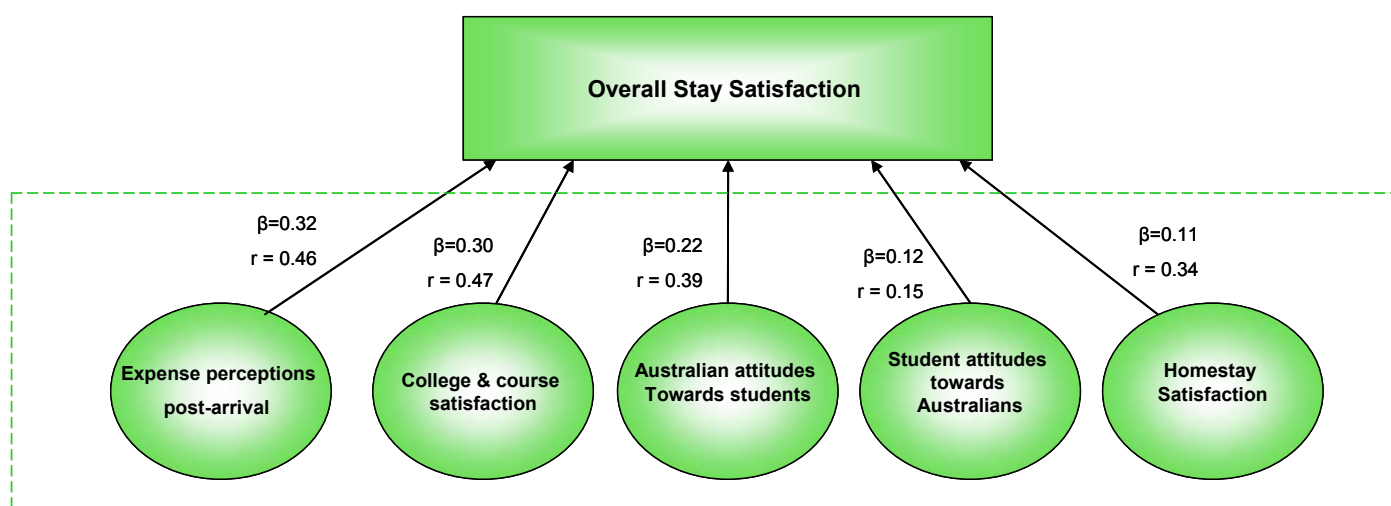 Overall Stay Satisfaction
β=0.32
r = 0.46
β=0.30
r = 0.47
β=0.22
r = 0.39
β=0.12
r = 0.15
β=0.11
r = 0.34
Expense perceptions
post-arrival
College & course
satisfaction
Australian attitudes
Towards students
Student attitudes
towards
Australians
Homestay
Satisfaction